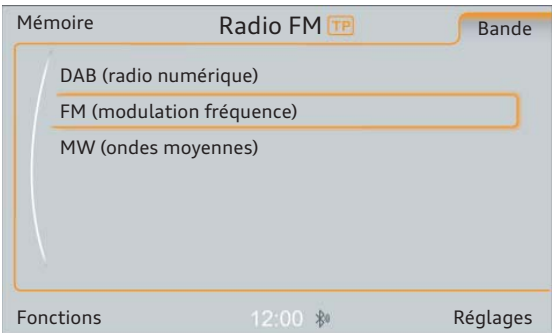 Mémoire Radio FM TP Bande
DAB (radio numérique)
FM (modulation fréquence)
MW (ondes moyennes)
Fonctions 12:00 Réglages